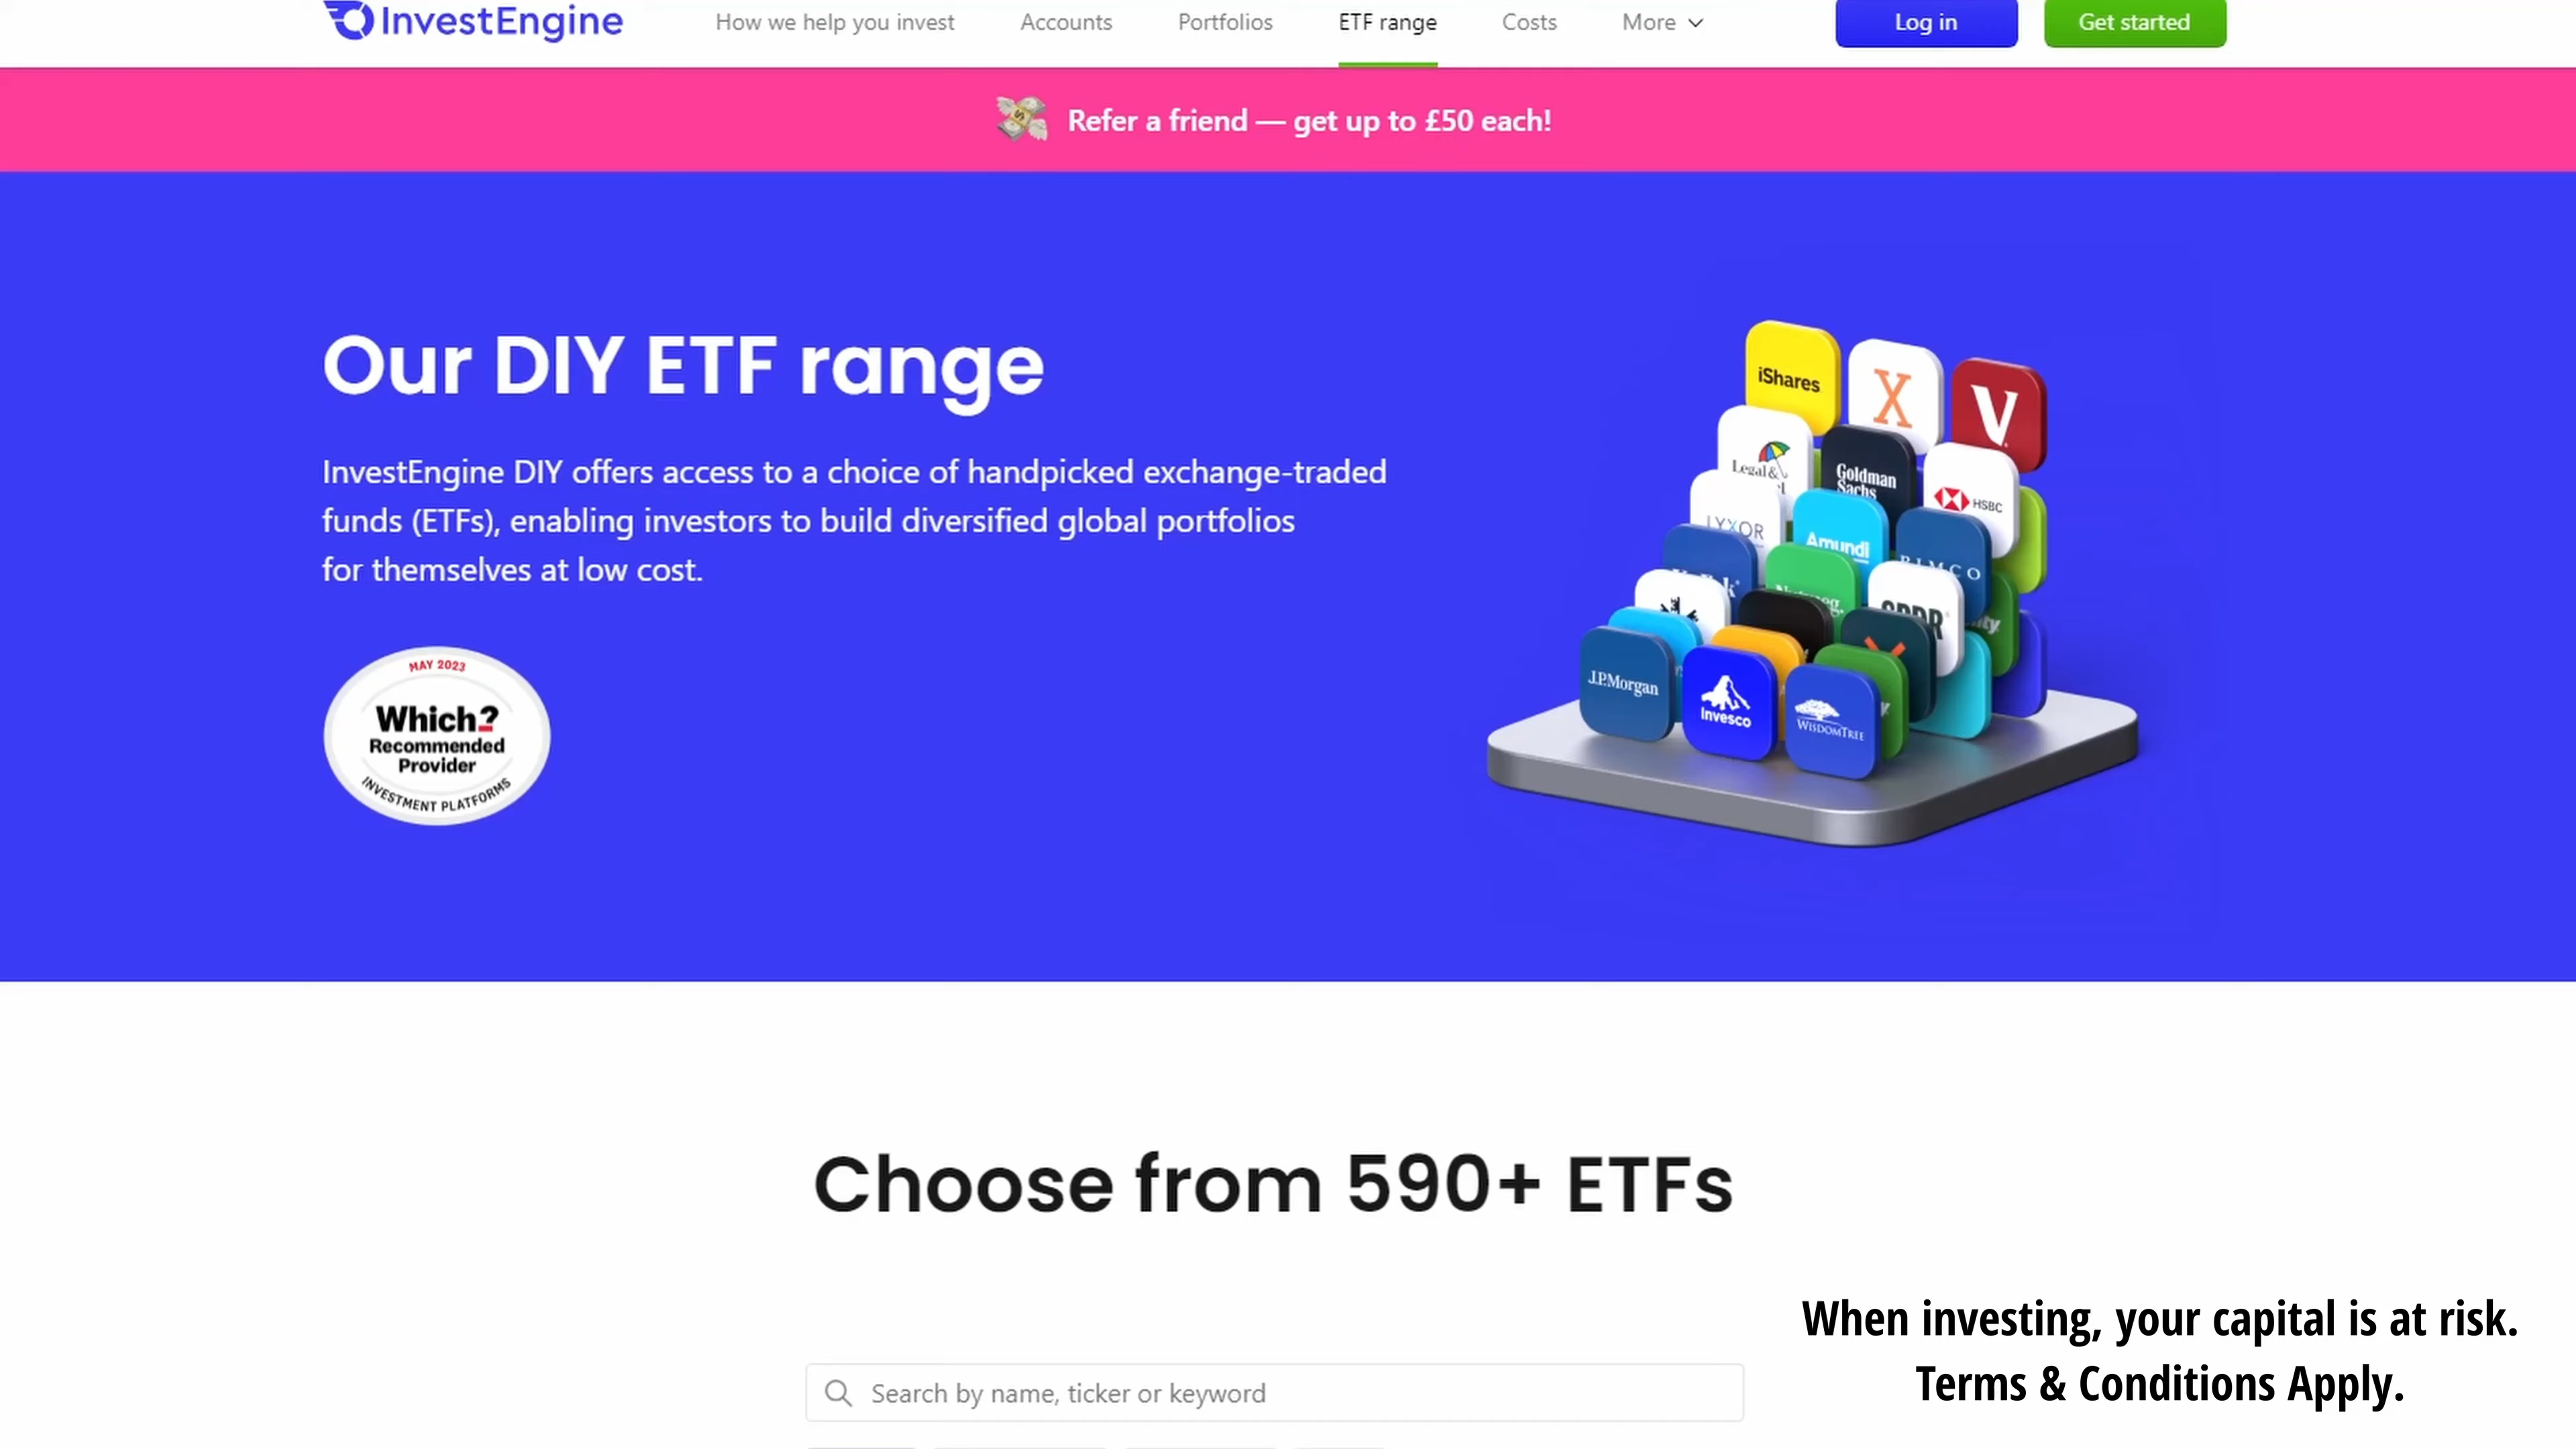 InvestEngine
How we help you invest
Accounts
Portfolios
ETF range
Costs
More
Log in
Get started
Refer a friend — get up to £50 each!
Our DIY ETF range
InvestEngine DIY offers access to a choice of handpicked exchange-traded
funds (ETFs), enabling investors to build diversified global portfolios
for themselves at low cost.
MAY 2023
Which?
Recommended
Provider
INVESTMENT PLATFORMS
iShares
X
V
Legal &
Goldman
Sachs
HSBC
LYXOR
Amundi
PIMCO
SPDR
J.P.Morgan
Invesco
WISDOMTREE
Choose from 590+ ETFs
Search by name, ticker or keyword
When investing, your capital is at risk.
Terms & Conditions Apply.